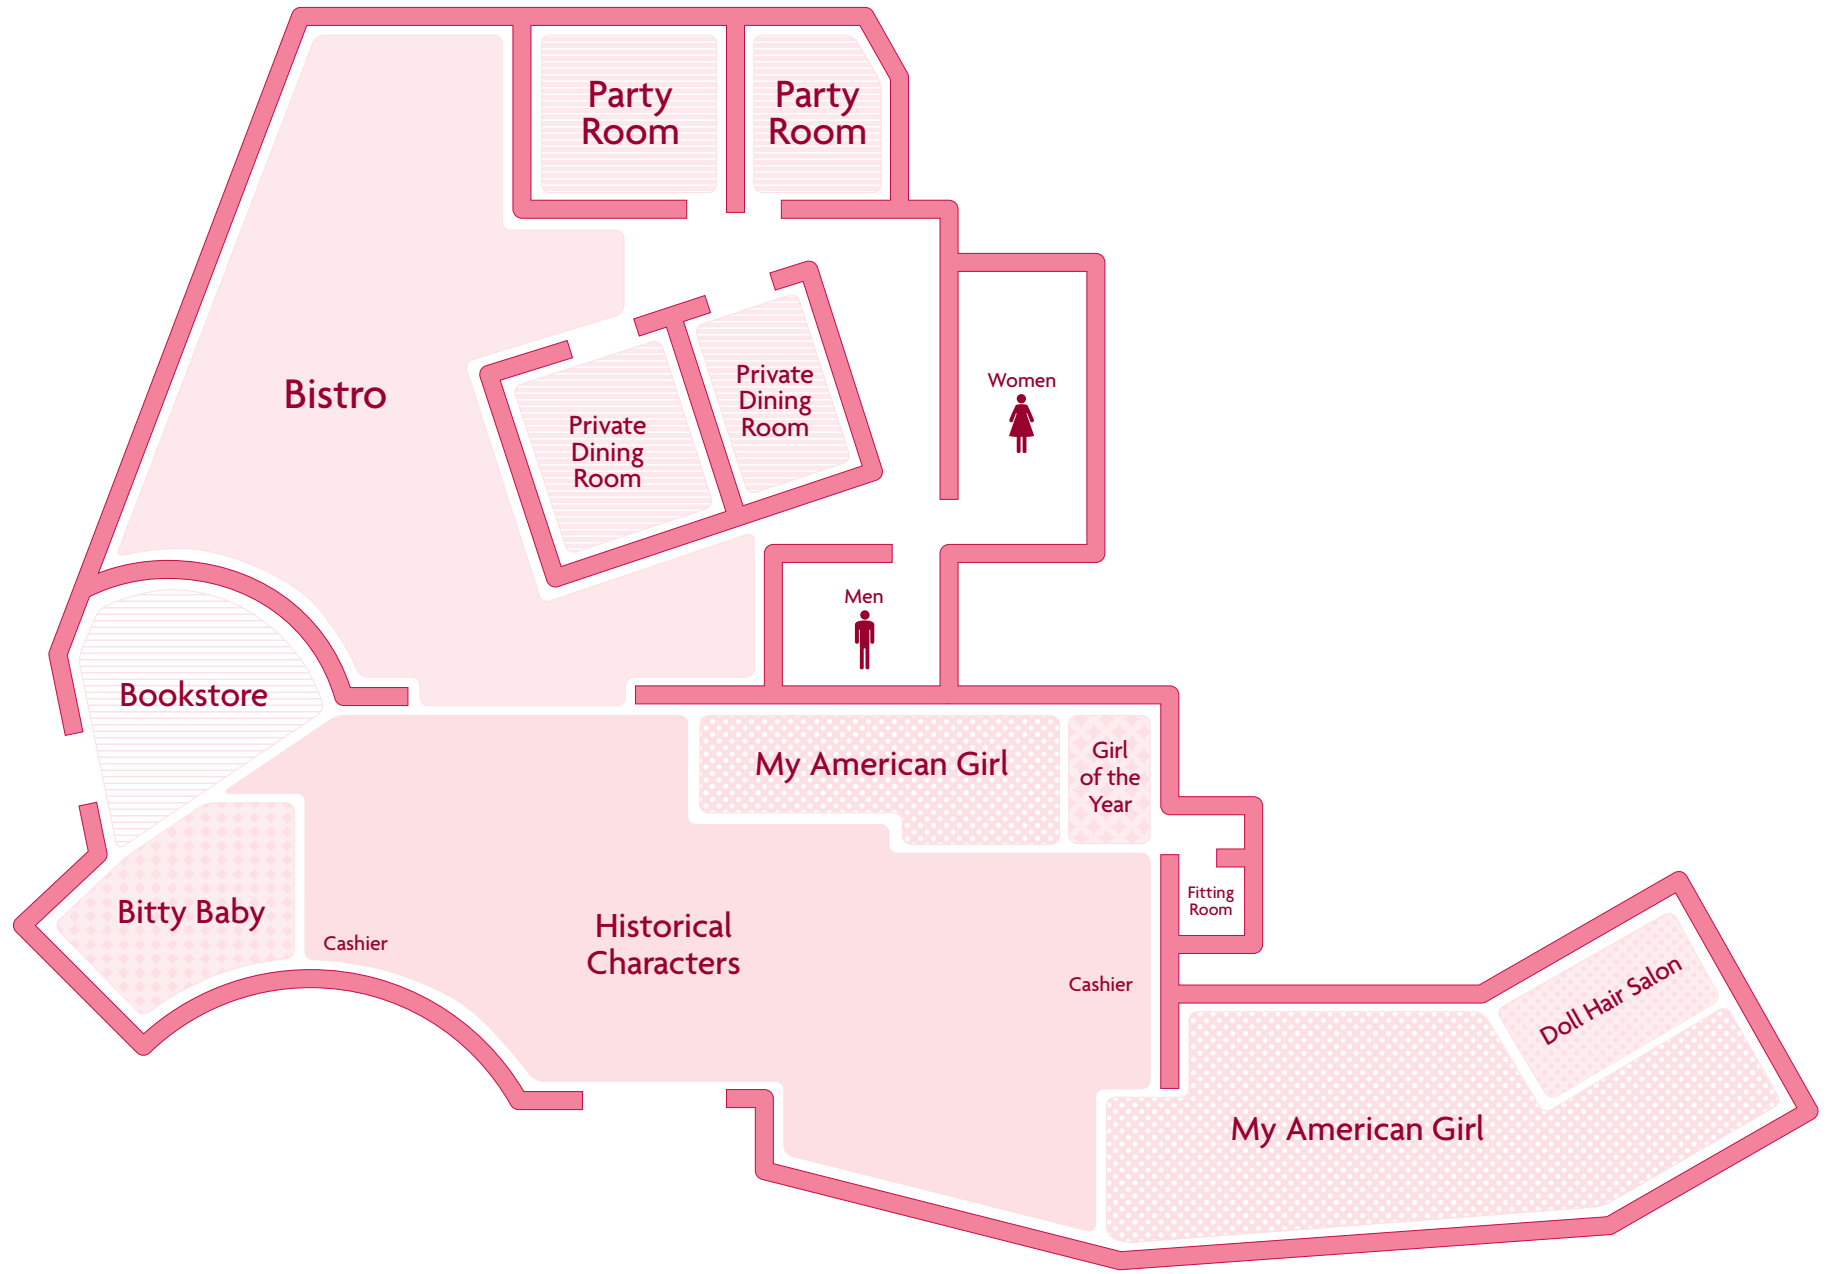 Party
Room
Party
Room
Bistro
Private
Dining
Room
Private
Dining
Room
Women
Men
Bookstore
My American Girl
Girl
of the
Year
Bitty Baby
Cashier
Historical
Characters
Cashier
Fitting
Room
Doll Hair Salon
My American Girl